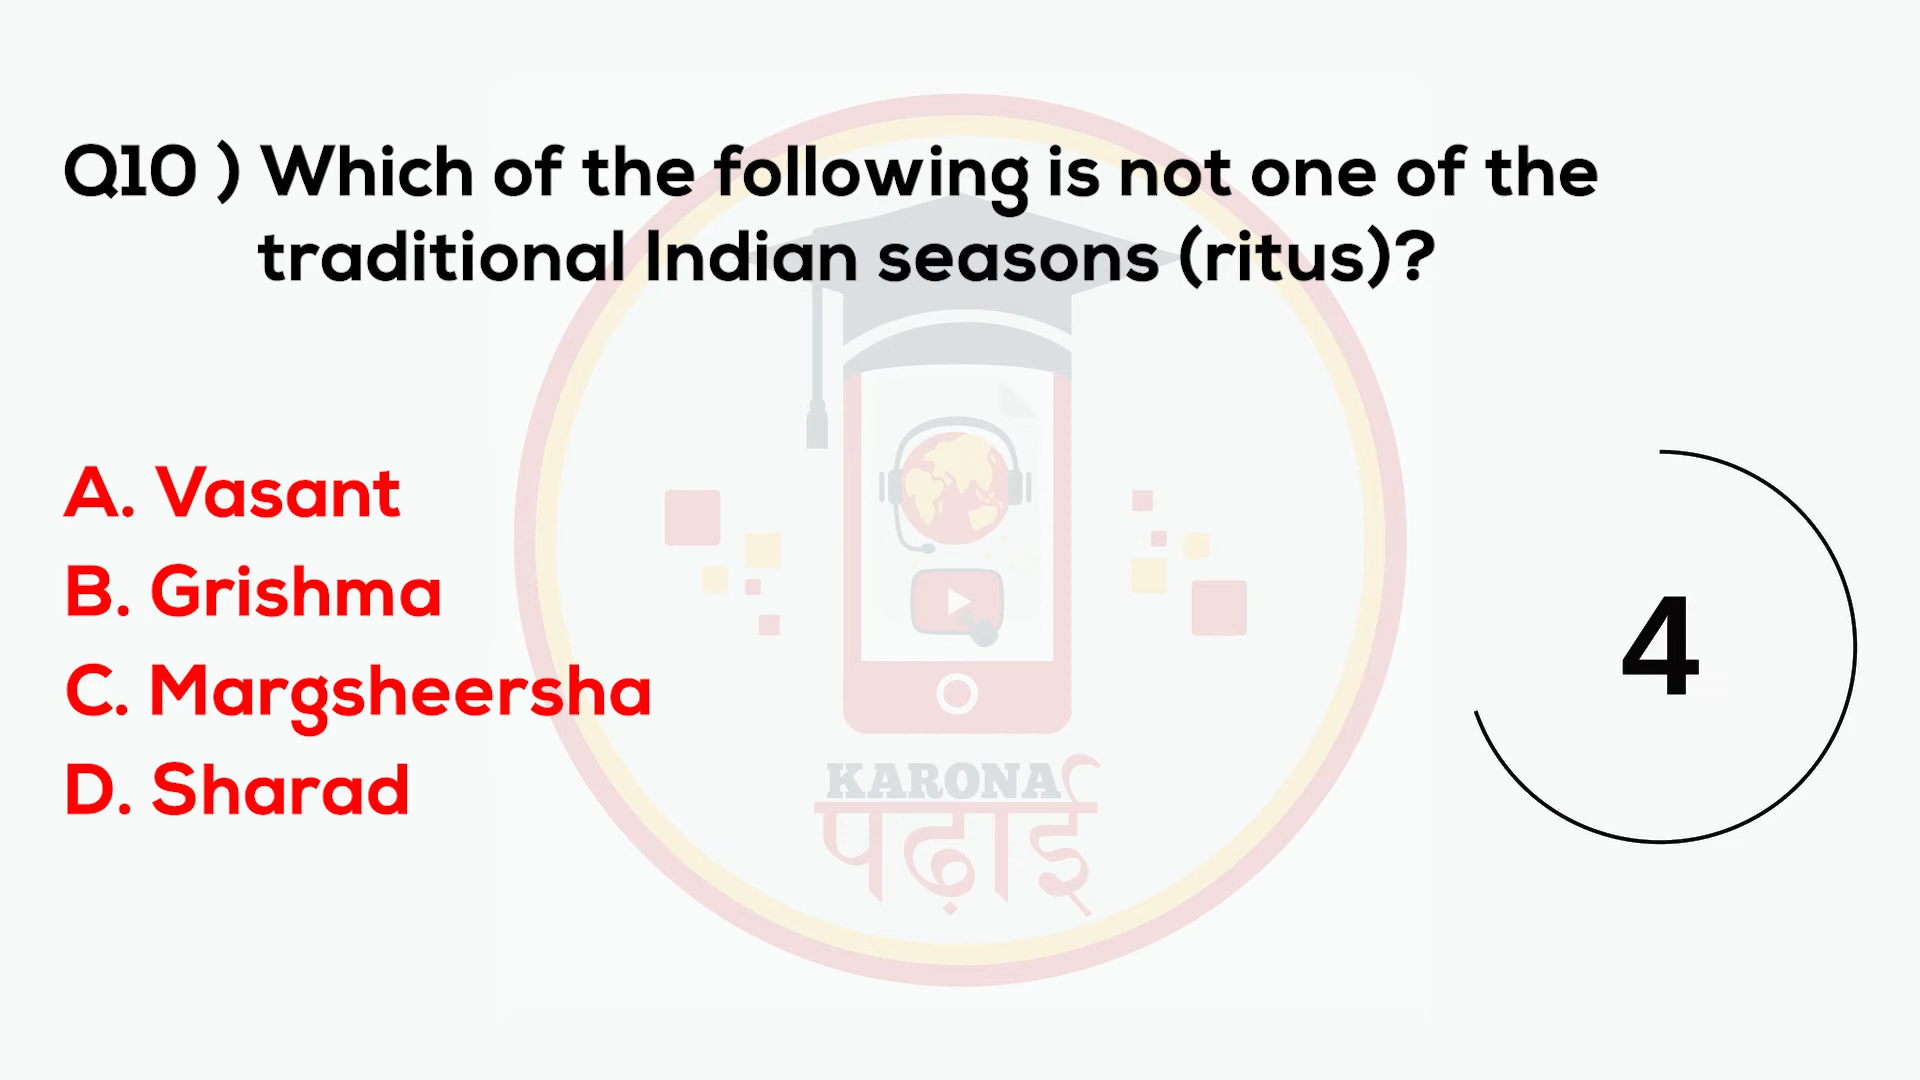 Q10 ) Which of the following is not one of the
traditional Indian seasons (ritus)?
A. Vasant
B. Grishma
C. Margsheersha
D. Sharad
4
KARONA
पढ़ाई